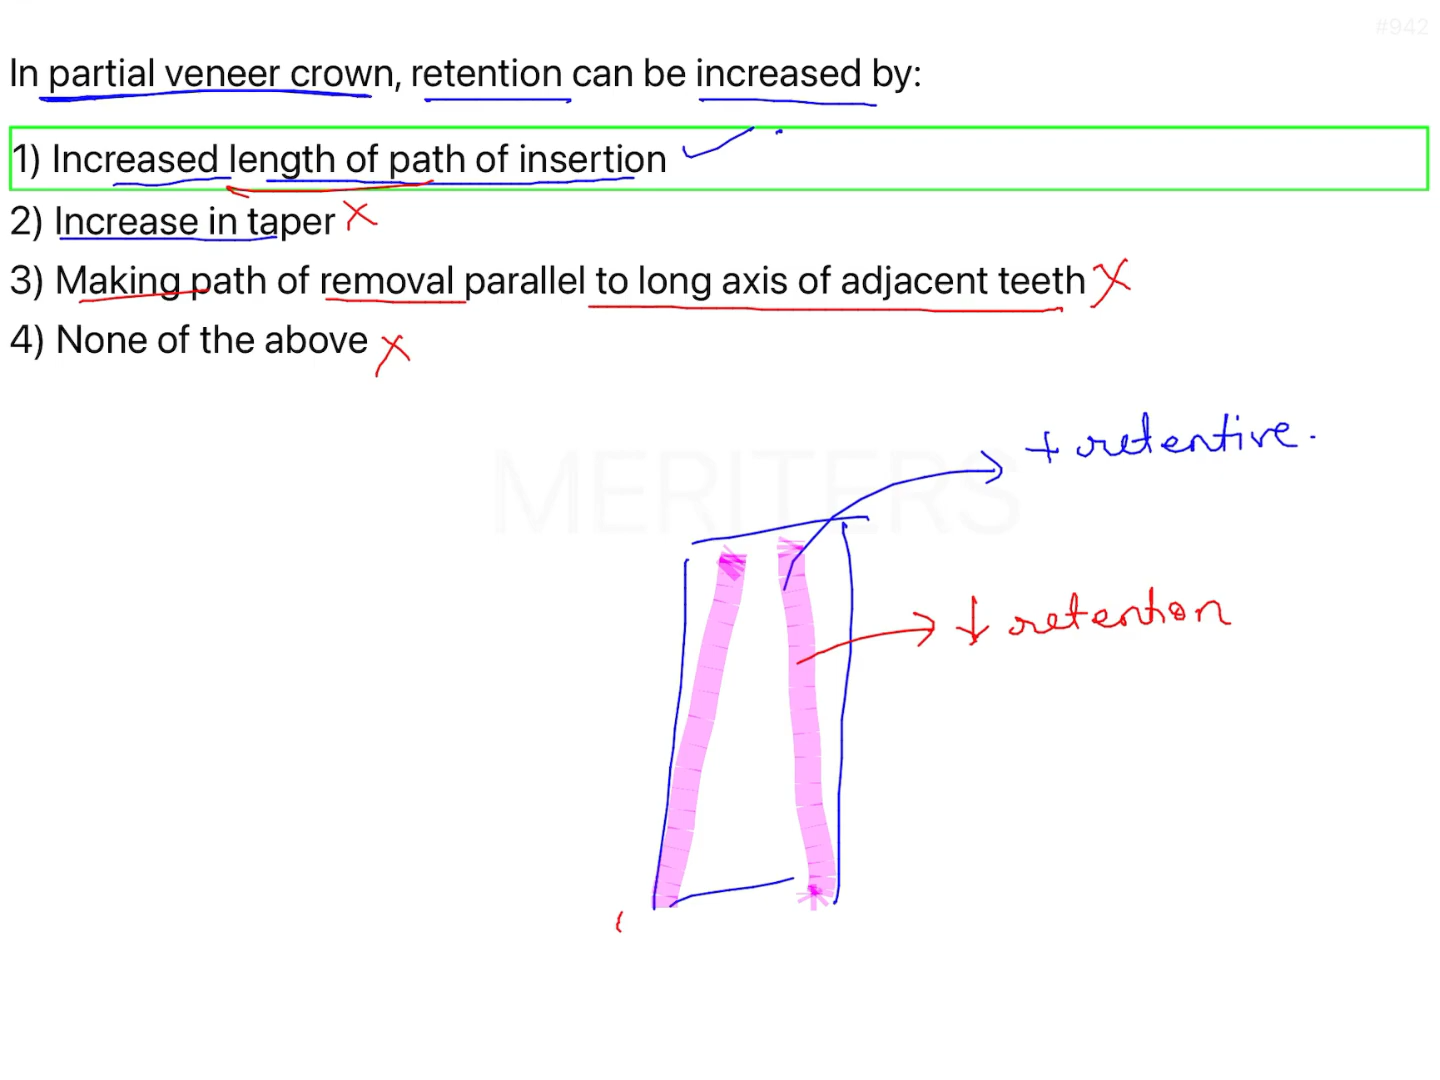 #942
In partial veneer crown, retention can be increased by:
1) Increased length of path of insertion
2) Increase in taper
3) Making path of removal parallel to long axis of adjacent teeth
4) None of the above
+ retentive.
MERITERS
↓ retention